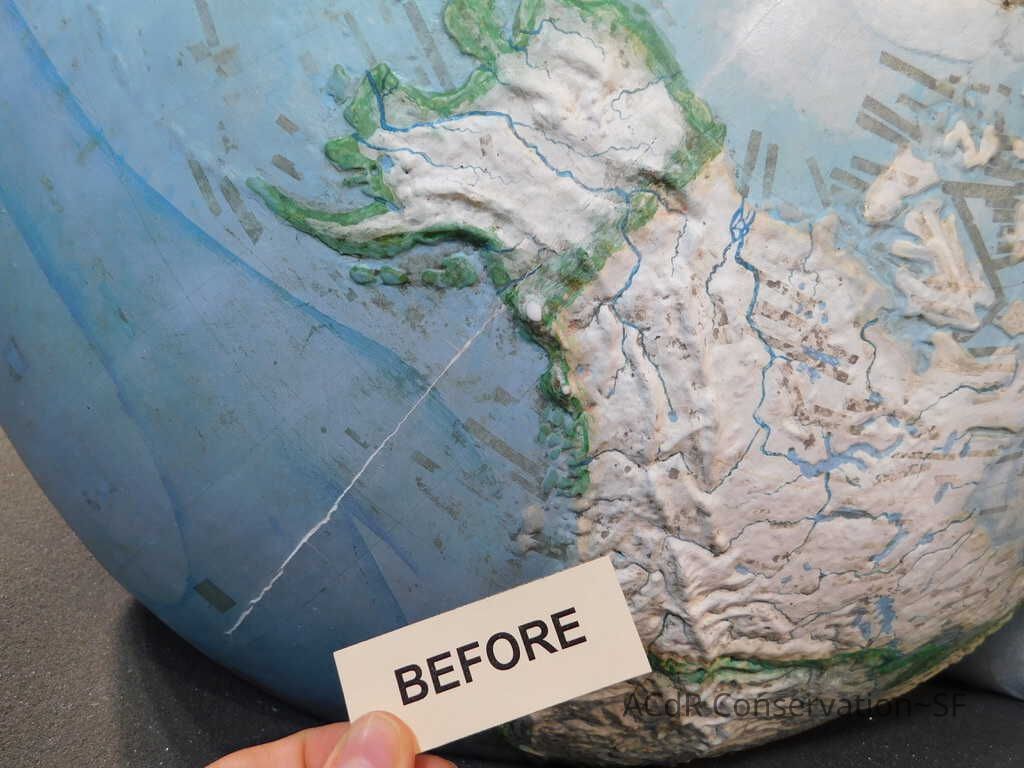 BEFORE
ACdR Conservation~SF